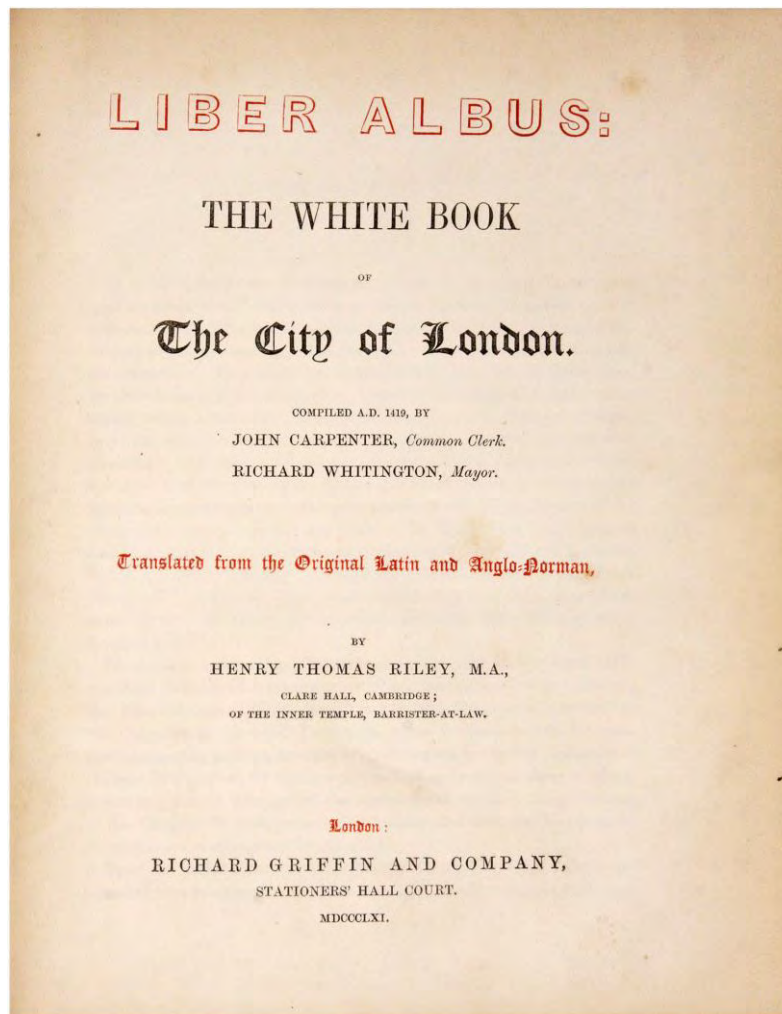 LIBER ALBUS:
THE WHITE BOOK
OF
The City of London.
COMPILED A.D. 1419, BY
JOHN CARPENTER, Common Clerk.
RICHARD WHITINGTON, Mayor.
Translated from the Original Latin and Anglo-Norman,
BY
HENRY THOMAS RILEY, M.A.,
CLARE HALL, CAMBRIDGE;
OF THE INNER TEMPLE, BARRISTER-AT-LAW.
London:
RICHARD GRIFFIN AND COMPANY,
STATIONERS' HALL COURT.
MDCCCLXI.